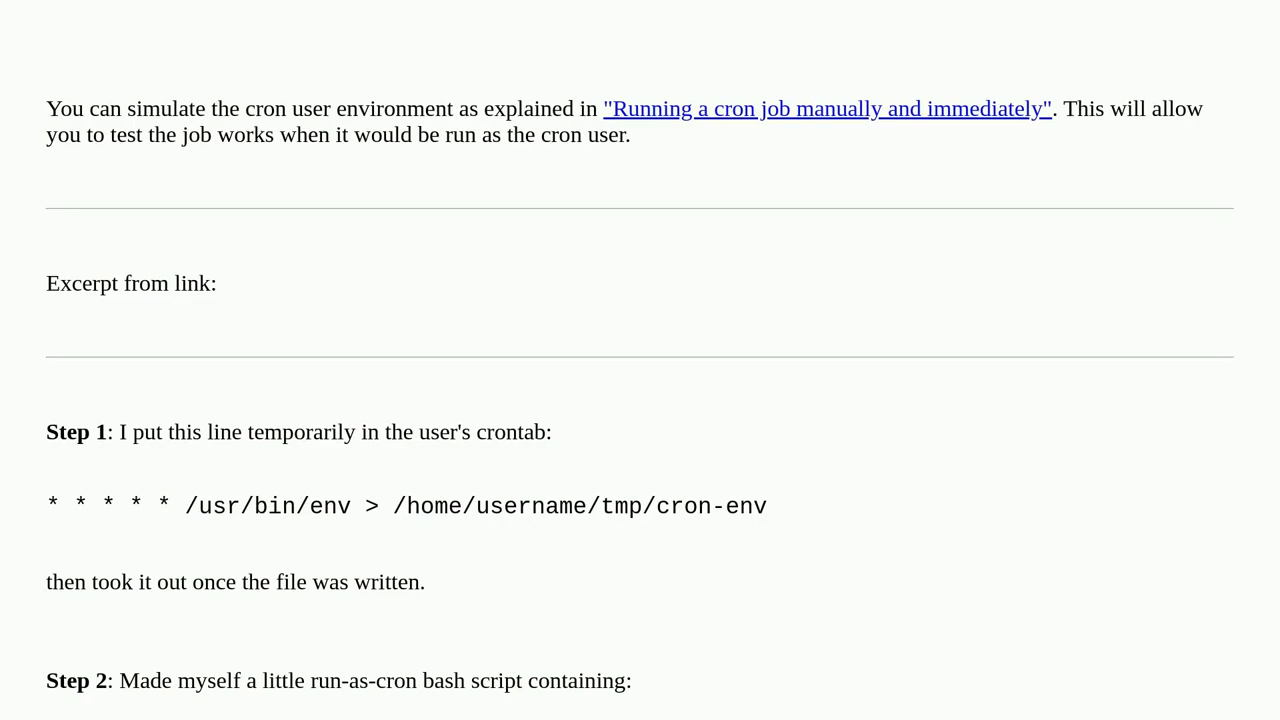 You can simulate the cron user environment as explained in "Running a cron job manually and immediately". This will allow
you to test the job works when it would be run as the cron user.
Excerpt from link:
Step 1: I put this line temporarily in the user's crontab:
* * * * * /usr/bin/env > /home/username/tmp/cron-env
then took it out once the file was written.
Step 2: Made myself a little run-as-cron bash script containing: